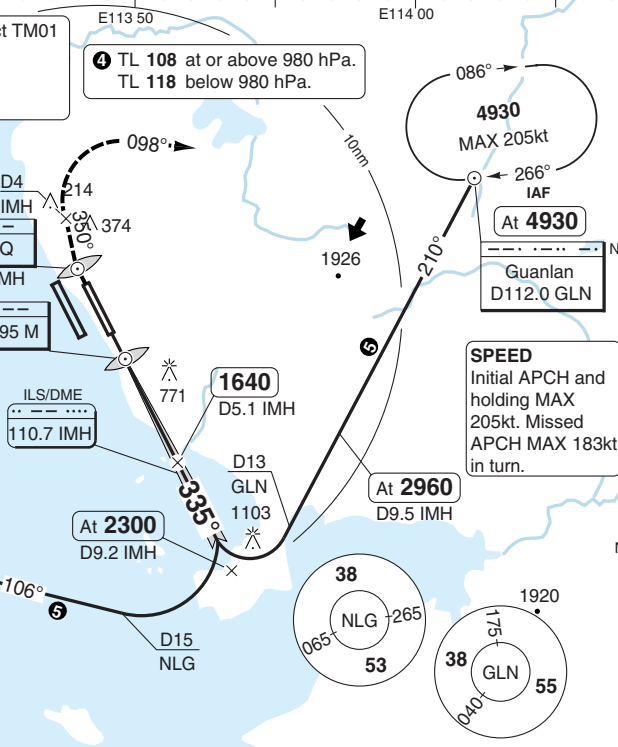 E113 50
E114 00
ct TM01
4 TL 108 at or above 980 hPa.
TL 118 below 980 hPa.
086°
4930
MAX 205kt
266°
IAF
At 4930
N
Guanlan
D112.0 GLN
098°
10nm
D4
IMH
214
374
350°
Q
MH
95 M
1926
210°
5
SPEED
Initial APCH and
holding MAX
205kt. Missed
APCH MAX 183kt
in turn.
771
1640
D5.1 IMH
ILS/DME
110.7 IMH
D13
GLN
1103
At 2960
D9.5 IMH
335°
At 2300
D9.2 IMH
106°
5
D15
NLG
38
NLG
265
065
53
1920
175
38
GLN
55
040